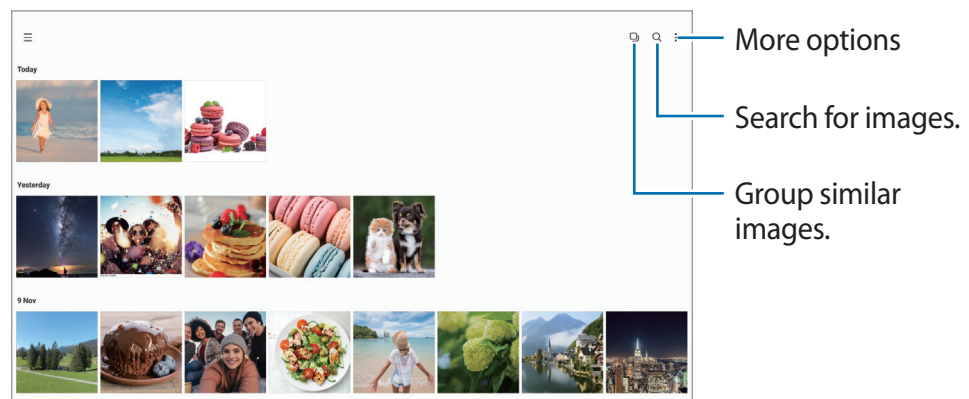 More options
Today
Search for images.
Yesterday
Group similar
images.
9 Nov